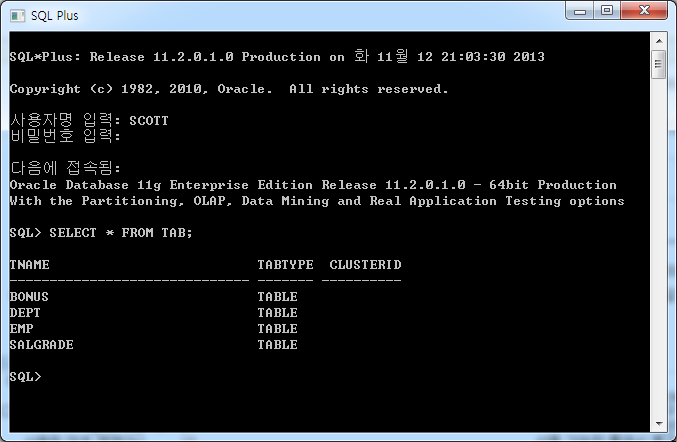 SQL Plus
SQL*Plus: Release 11.2.0.1.0 Production on 화 11월 12 21:03:30 2013
Copyright (c) 1982, 2010, Oracle.  All rights reserved.
사용자명 입력: SCOTT
비밀번호 입력:
다음에 접속됨:
Oracle Database 11g Enterprise Edition Release 11.2.0.1.0 - 64bit Production
With the Partitioning, OLAP, Data Mining and Real Application Testing options
SQL> SELECT * FROM TAB;
TNAME                          TABTYPE  CLUSTERID
------------------------------ ------- ----------
BONUS                          TABLE
DEPT                           TABLE
EMP                            TABLE
SALGRADE                       TABLE
SQL>